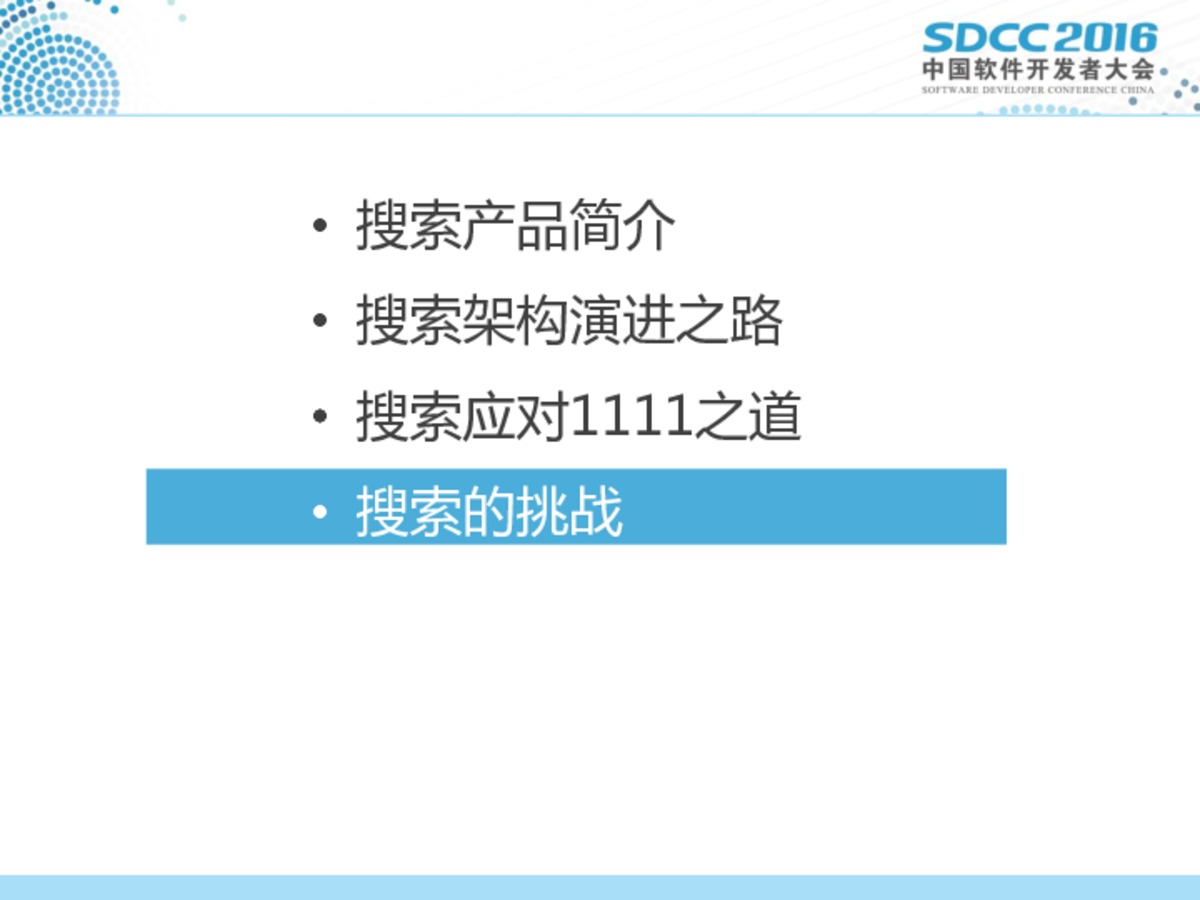 SDCC 2016
中国软件开发者大会
SOFTWARE DEVELOPER CONFERENCE CHINA
• 搜索产品简介
• 搜索架构演进之路
• 搜索应对1111之道
• 搜索的挑战